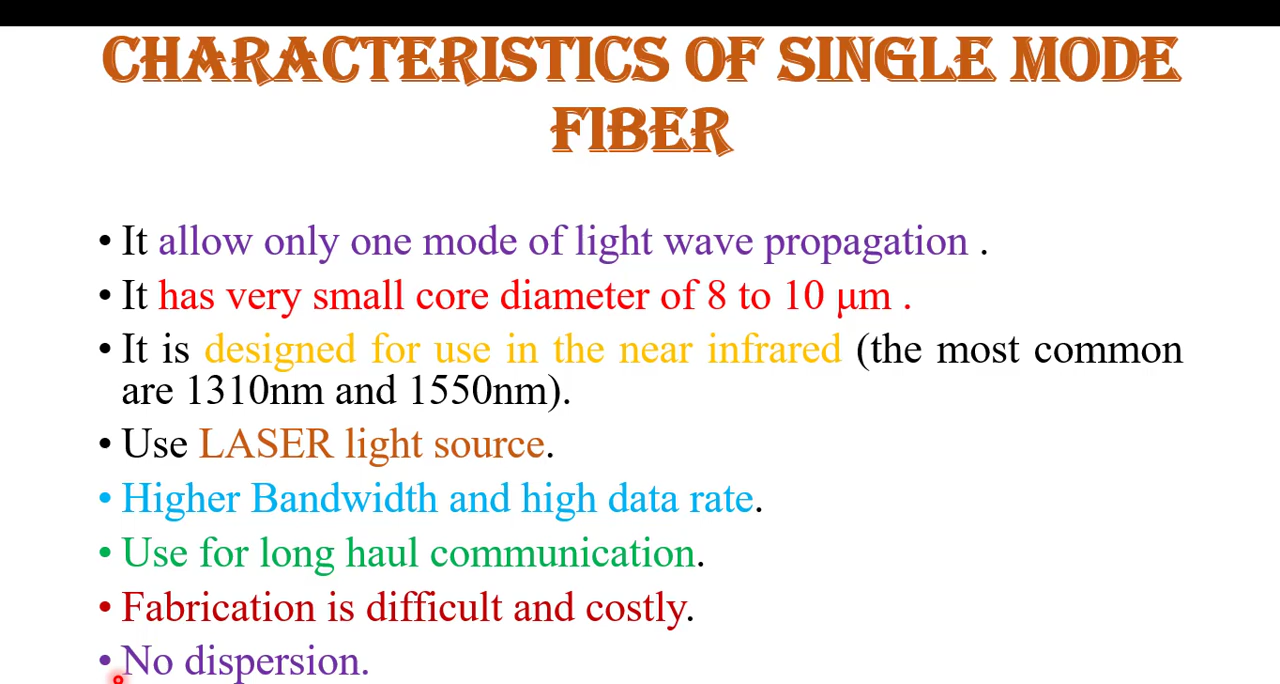 CHARACTERISTICS OF SINGLE MODE
FIBER
• It allow only one mode of light wave propagation .
• It has very small core diameter of 8 to 10 μm .
• It is designed for use in the near infrared (the most common
are 1310nm and 1550nm).
• Use LASER light source.
• Higher Bandwidth and high data rate.
• Use for long haul communication.
• Fabrication is difficult and costly.
• No dispersion.